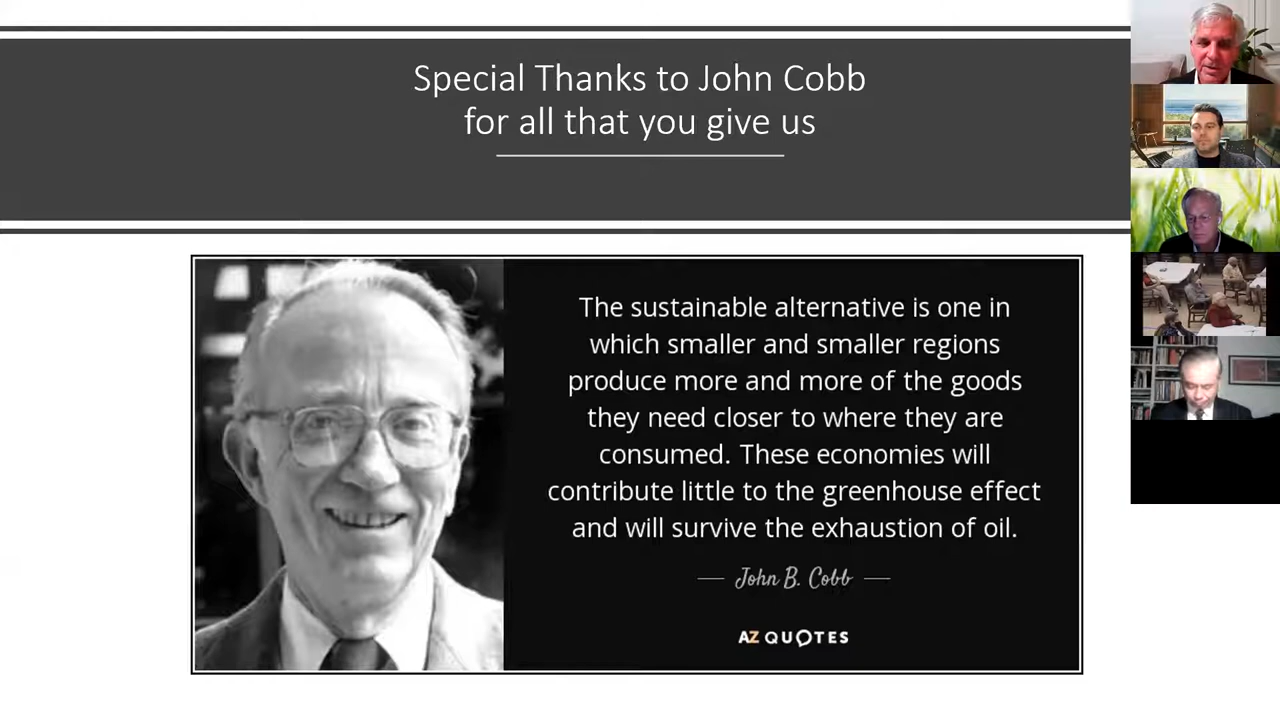 Special Thanks to John Cobb
for all that you give us
The sustainable alternative is one in
which smaller and smaller regions
produce more and more of the goods
they need closer to where they are
consumed. These economies will
contribute little to the greenhouse effect
and will survive the exhaustion of oil.
John B. Cobb
AZ QUOTES